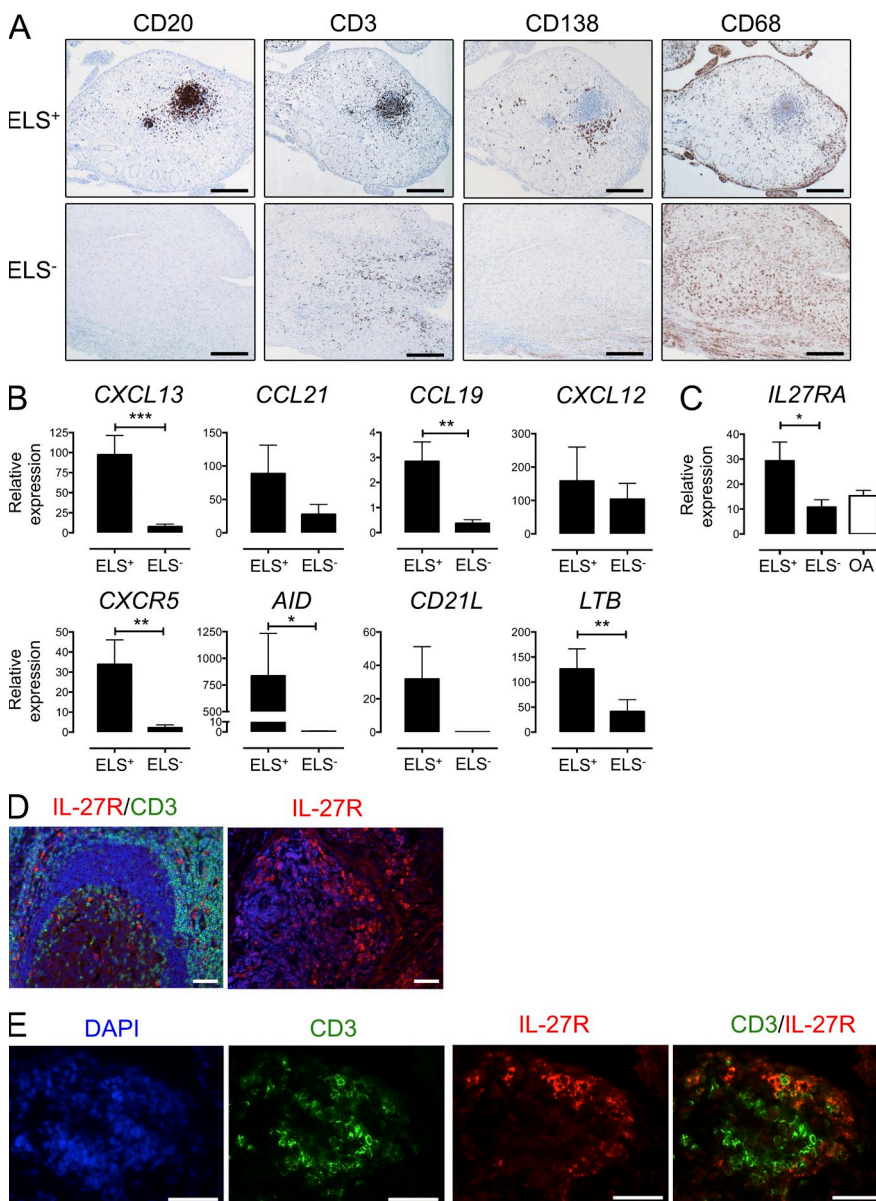 A
CD20 CD3 CD138 CD68
ELS+
ELS-
B
CXCL13 CCL21 CCL19 CXCL12
C
IL27RA
Relative expression
125
100
75
50
25
0
***
ELS+ ELS-
150
100
50
0
ELS+ ELS-
4
3
2
1
0
**
ELS+ ELS-
300
200
100
0
ELS+ ELS-
Relative expression
40
30
20
10
0
*
ELS+ ELS- OA
CXCR5 AID CD21L LTB
Relative expression
50
40
30
20
10
0
**
ELS+ ELS-
1250
1000
750
500
10
0
*
ELS+ ELS-
60
40
20
0
ELS+ ELS-
200
150
100
50
0
**
ELS+ ELS-
D
IL-27R/CD3 IL-27R
E
DAPI CD3 IL-27R CD3/IL-27R